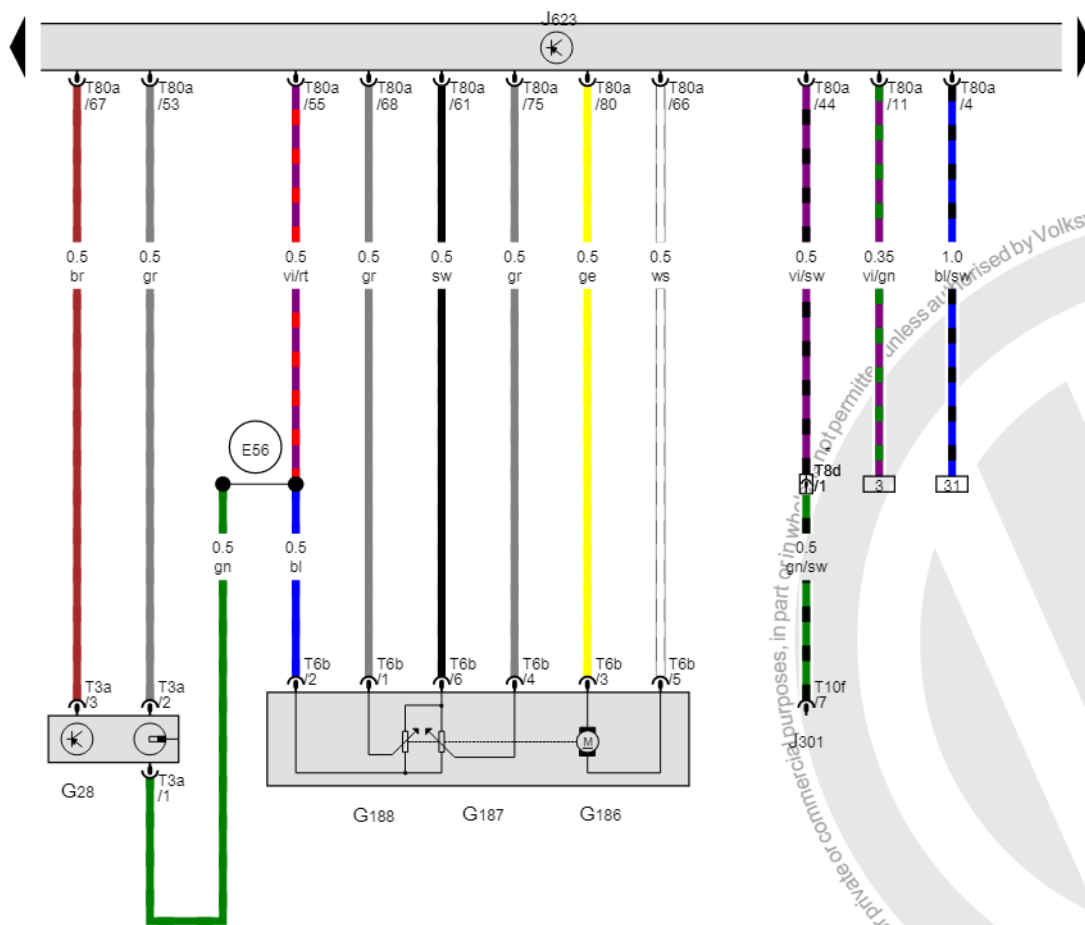 J623
T80a
/67
T80a
/53
T80a
/55
T80a
/68
T80a
/61
T80a
/75
T80a
/80
T80a
/66
T80a
/44
T80a
/11
T80a
/4
0.5
br
0.5
gr
0.5
vi/rt
0.5
gr
0.5
sw
0.5
gr
0.5
ge
0.5
ws
0.5
vi/sw
0.35
vi/gn
1.0
bl/sw
E56
T8d
/1
3
31
0.5
gn
0.5
bl
0.5
gn/sw
T3a
/3
T3a
/2
T6b
/2
T6b
/1
T6b
/6
T6b
/4
T6b
/3
T6b
/5
T10f
/7
J301
M
G28
T3a
/1
G188
G187
G186
private or commercial purposes, in part or in whole, not permitted unless authorised by